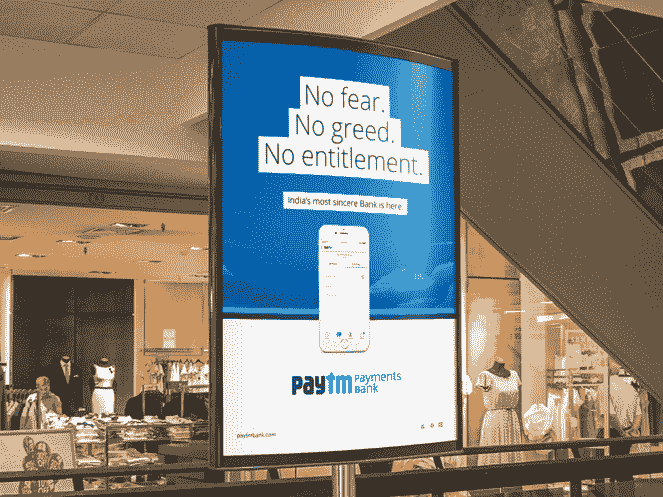 No fear.
No greed.
No entitlement.
India's most sincere Bank is here.
paytm Payments
Bank
paytmbank.com